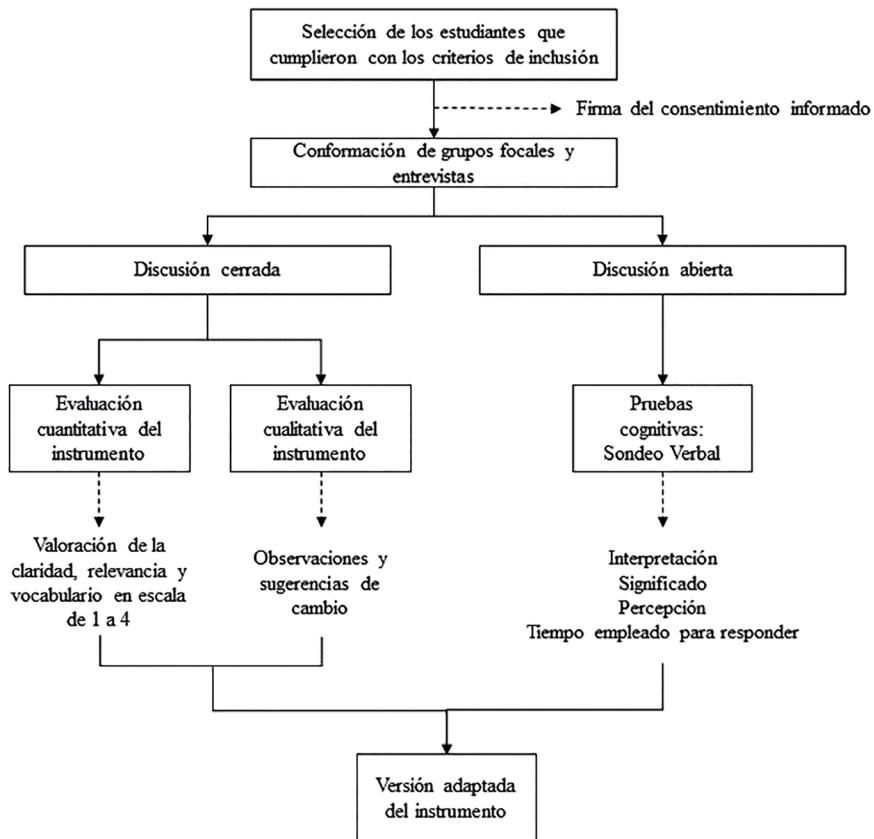 Selección de los estudiantes que
cumplieron con los criterios de inclusión
Firma del consentimiento informado
Conformación de grupos focales y
entrevistas
Discusión cerrada
Discusión abierta
Evaluación
cuantitativa del
instrumento
Evaluación
cualitativa del
instrumento
Pruebas
cognitivas:
Sondeo Verbal
Valoración de la
claridad, relevancia y
vocabulario en escala
de 1 a 4
Observaciones y
sugerencias de
cambio
Interpretación
Significado
Percepción
Tiempo empleado para responder
Versión adaptada
del instrumento